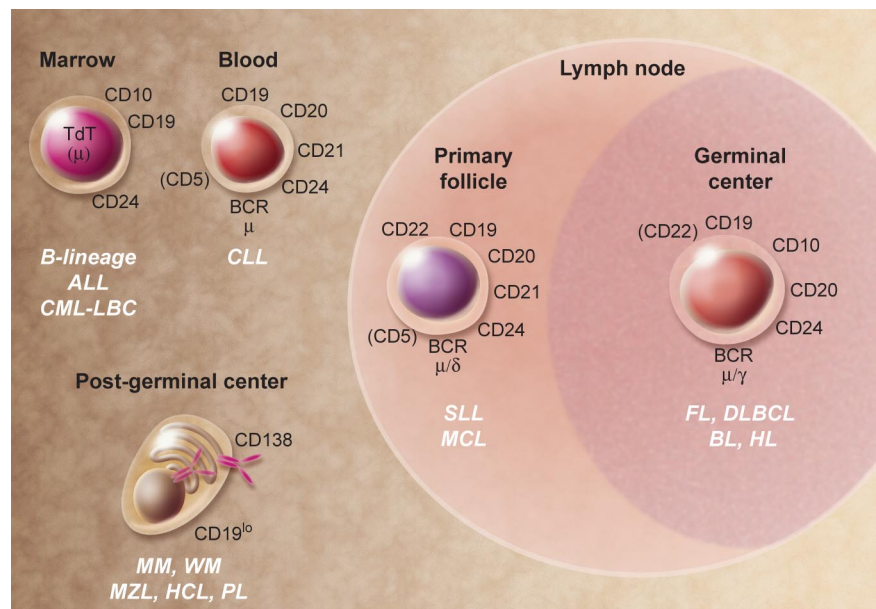 Marrow
CD10
CD19
TdT
(μ)
CD24
B-lineage
ALL
CML-LBC
Blood
CD19
CD20
CD21
(CD5)
CD24
BCR
μ
CLL
Lymph node
Primary
follicle
CD22 CD19
CD20
CD21
CD24
(CD5)
BCR
μ/δ
SLL
MCL
Germinal
center
(CD22) CD19
CD10
CD20
CD24
BCR
μ/γ
FL, DLBCL
BL, HL
Post-germinal center
CD138
CD19lo
MM, WM
MZL, HCL, PL